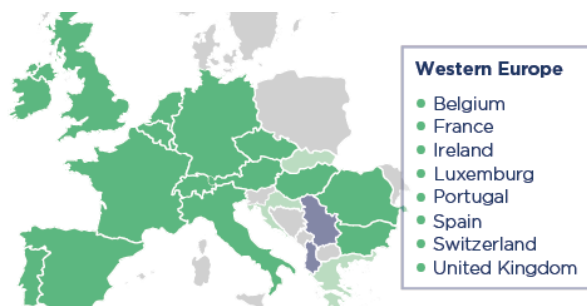 Western Europe
Belgium
France
Ireland
Luxemburg
Portugal
Spain
Switzerland
United Kingdom